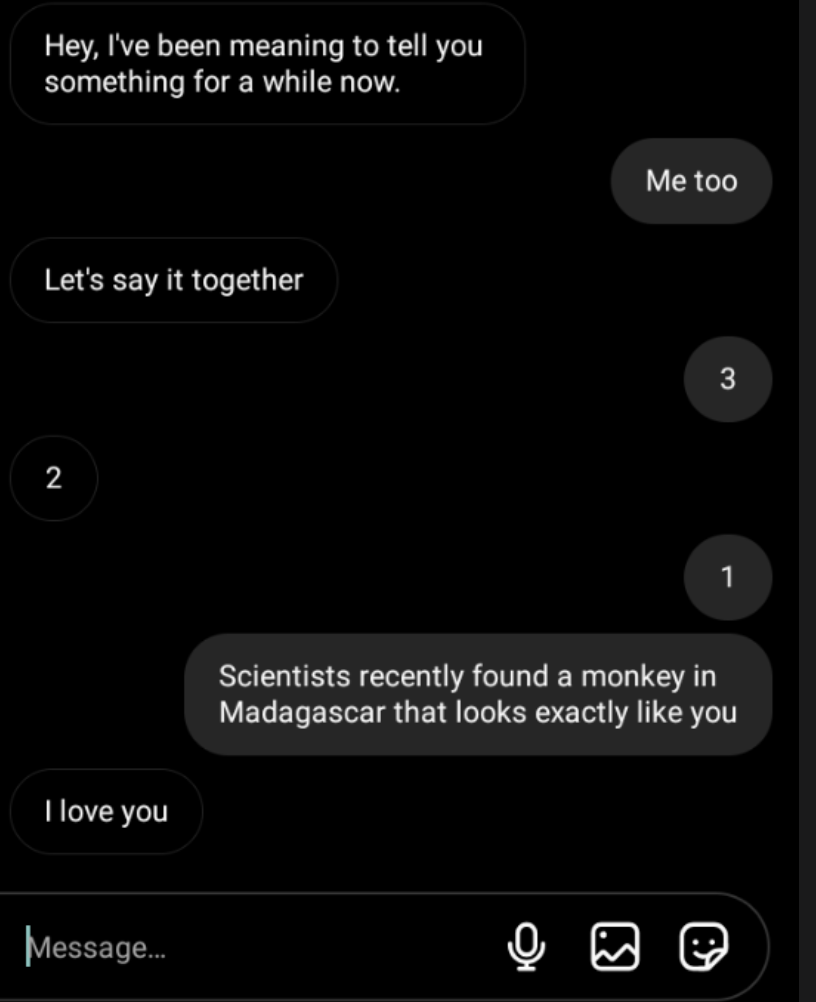 Hey, I've been meaning to tell you
something for a while now.
Me too
Let's say it together
3
2
1
Scientists recently found a monkey in
Madagascar that looks exactly like you
I love you
Message...